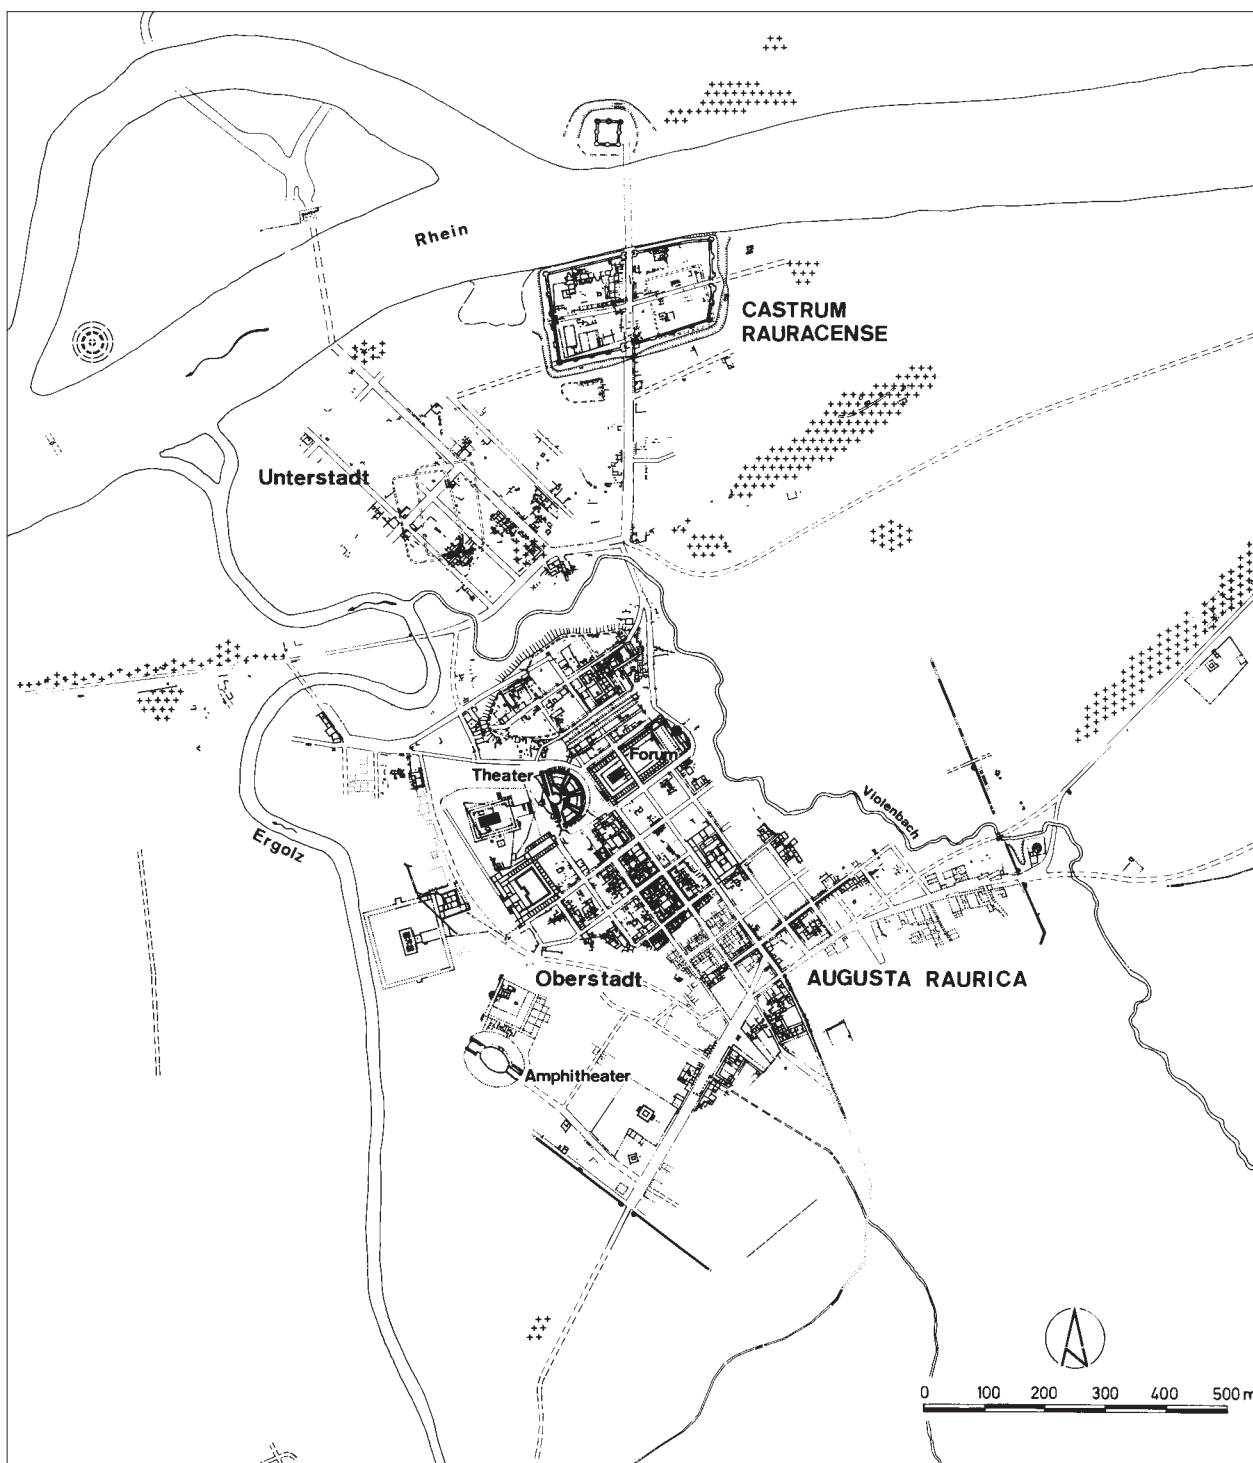 Rhein
CASTRUM
RAURACENSE
Unterstadt
Forum
Theater
Violenbach
Ergolz
Oberstadt
AUGUSTA RAURICA
Amphitheater
0 100 200 300 400 500 m